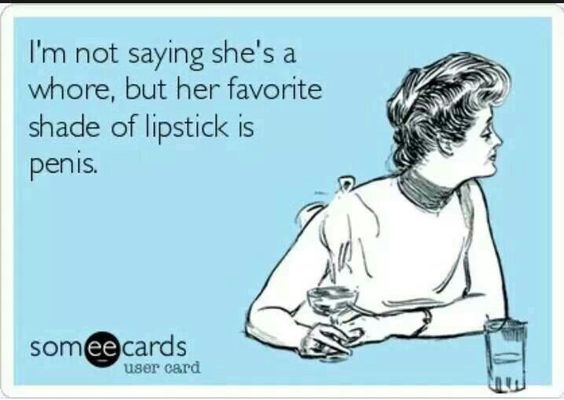 I'm not saying she's a
whore, but her favorite
shade of lipstick is
penis.
someecards
user card